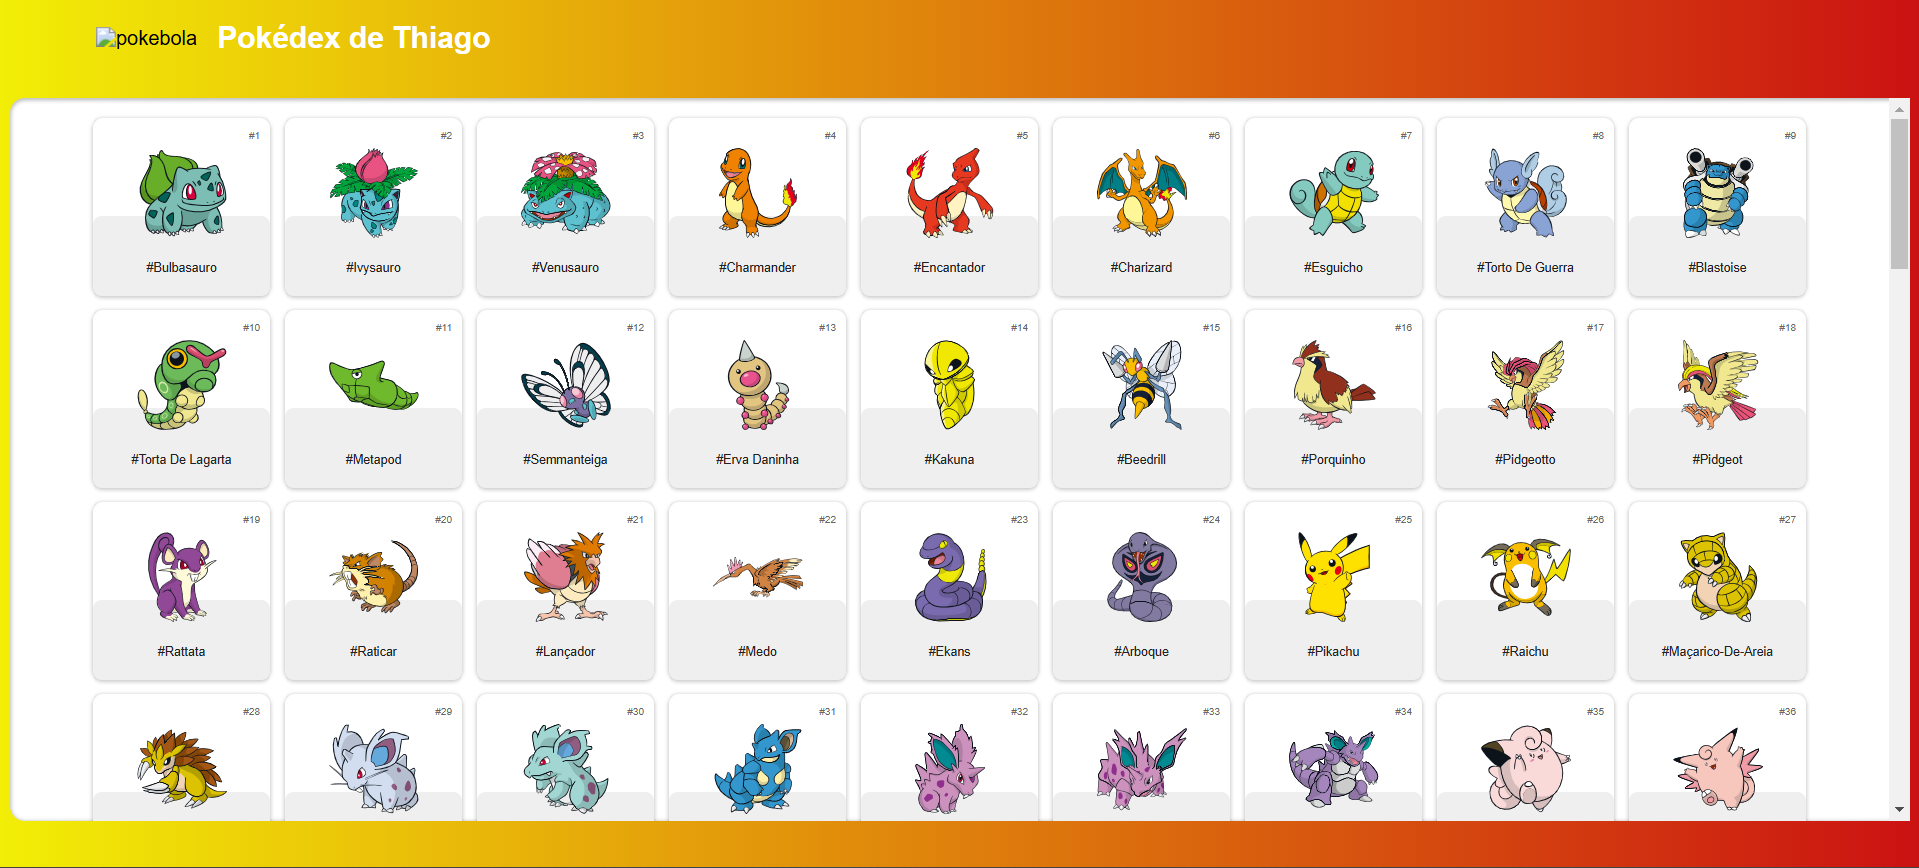 pokebola
Pokédex de Thiago
#1 #2 #3 #4 #5 #6 #7 #8 #9
#Bulbasauro #Ivysauro #Venusauro #Charmander #Encantador #Charizard #Esguicho #Torto De Guerra #Blastoise
#10 #11 #12 #13 #14 #15 #16 #17 #18
#Torta De Lagarta #Metapod #Semmanteiga #Erva Daninha #Kakuna #Beedrill #Porquinho #Pidgeotto #Pidgeot
#19 #20 #21 #22 #23 #24 #25 #26 #27
#Rattata #Raticar #Lançador #Medo #Ekans #Arboque #Pikachu #Raichu #Maçarico-De-Areia
#28 #29 #30 #31 #32 #33 #34 #35 #36